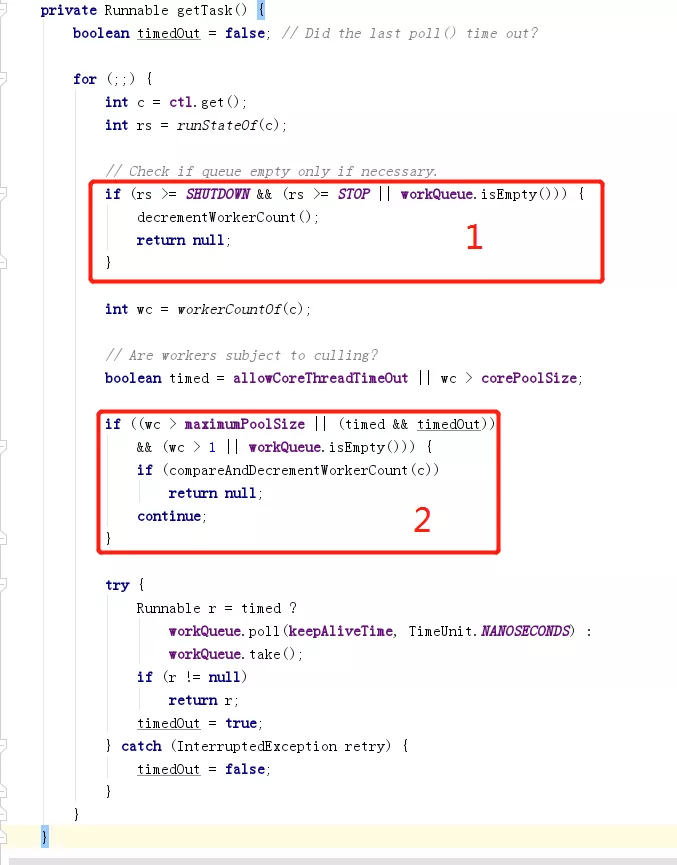 private Runnable getTask() {
boolean timedOut = false; // Did the last poll() time out?
for (;;) {
int c = ctl.get();
int rs = runStateOf(c);
// Check if queue empty only if necessary.
if (rs >= SHUTDOWN && (rs >= STOP || workQueue.isEmpty())) {
decrementWorkerCount();
return null;
1
}
int wc = workerCountOf(c);
// Are workers subject to culling?
boolean timed = allowCoreThreadTimeOut || wc > corePoolSize;
if ((wc > maximumPoolSize || (timed && timedOut))
&& (wc > 1 || workQueue.isEmpty())) {
if (compareAndDecrementWorkerCount(c))
return null;
continue;
2
}
try {
Runnable r = timed ?
workQueue.poll(keepAliveTime, TimeUnit.NANOSECONDS) :
workQueue.take();
if (r != null)
return r;
timedOut = true;
} catch (InterruptedException retry) {
timedOut = false;
}
}
}